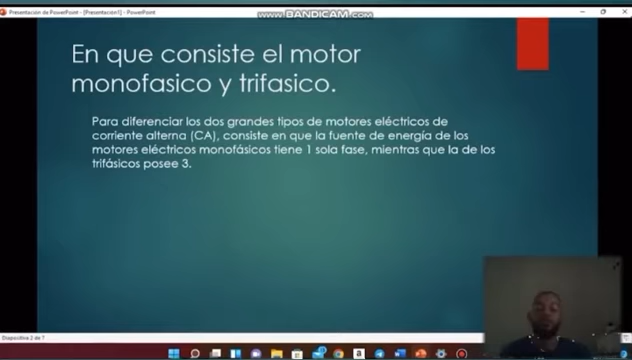 Presentación de PowerPoint - [Presentación1] - PowerPoint
www.BANDICAM.com
En que consiste el motor
monofasico y trifasico.
Para diferenciar los dos grandes tipos de motores eléctricos de
corriente alterna (CA), consiste en que la fuente de energía de los
motores eléctricos monofásicos tiene 1 sola fase, mientras que la de los
trifásicos posee 3.
Diapositiva 2 de 7